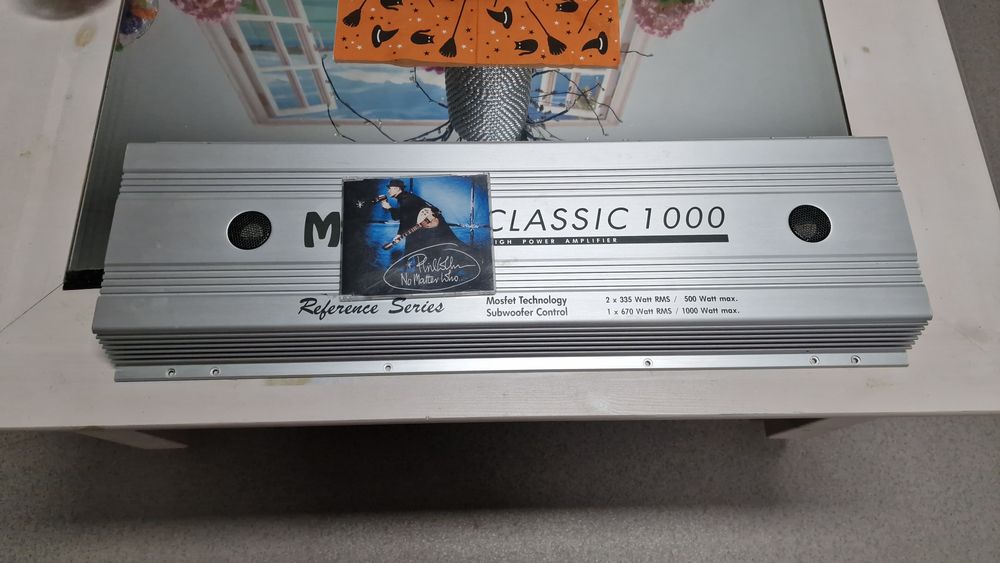 CLASSIC 1000
HIGH POWER AMPLIFIER
No Matter Who...
Reference Series
Mosfet Technology
Subwoofer Control
2 x 335 Watt RMS / 500 Watt max.
1 x 670 Watt RMS / 1000 Watt max.